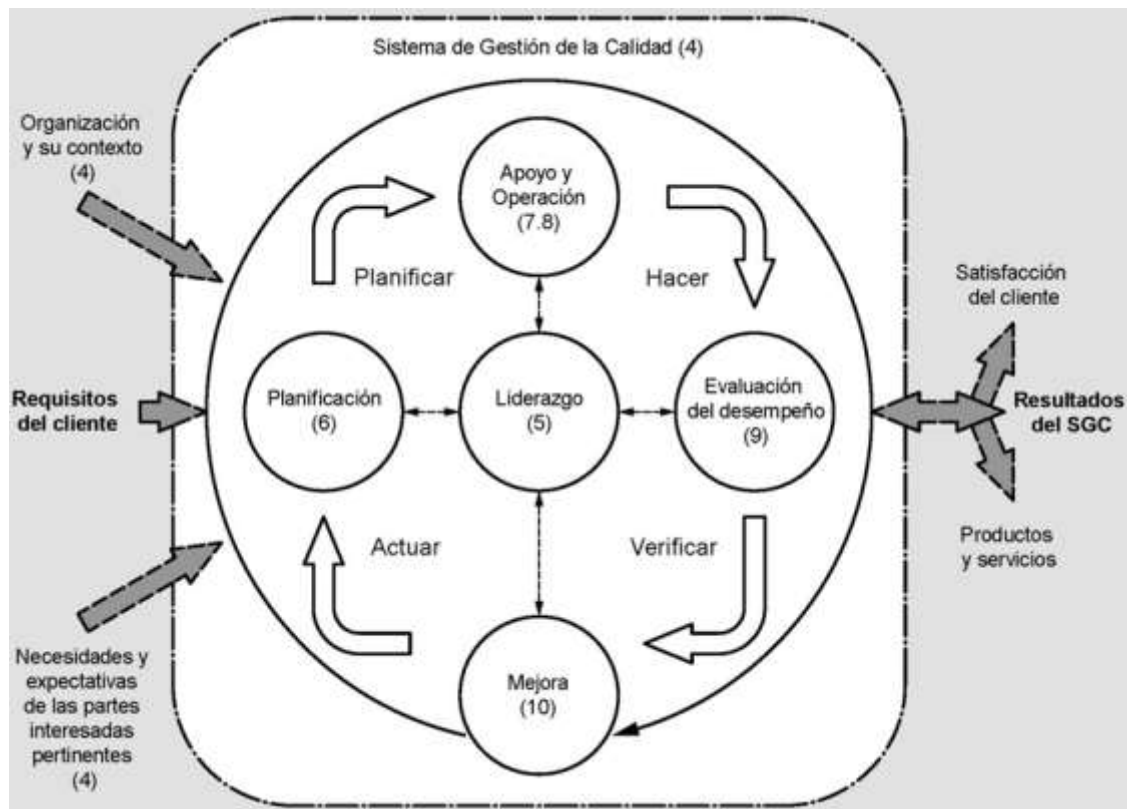 Sistema de Gestión de la Calidad (4)
Organización
y su contexto
(4)
Apoyo y
Operación
(7.8)
Planificar
Hacer
Satisfacción
del cliente
Requisitos
del cliente
Planificación
(6)
Liderazgo
(5)
Evaluación
del desempeño
(9)
Resultados
del SGC
Actuar
Verificar
Productos
y servicios
Necesidades y
expectativas
de las partes
interesadas
pertinentes
(4)
Mejora
(10)